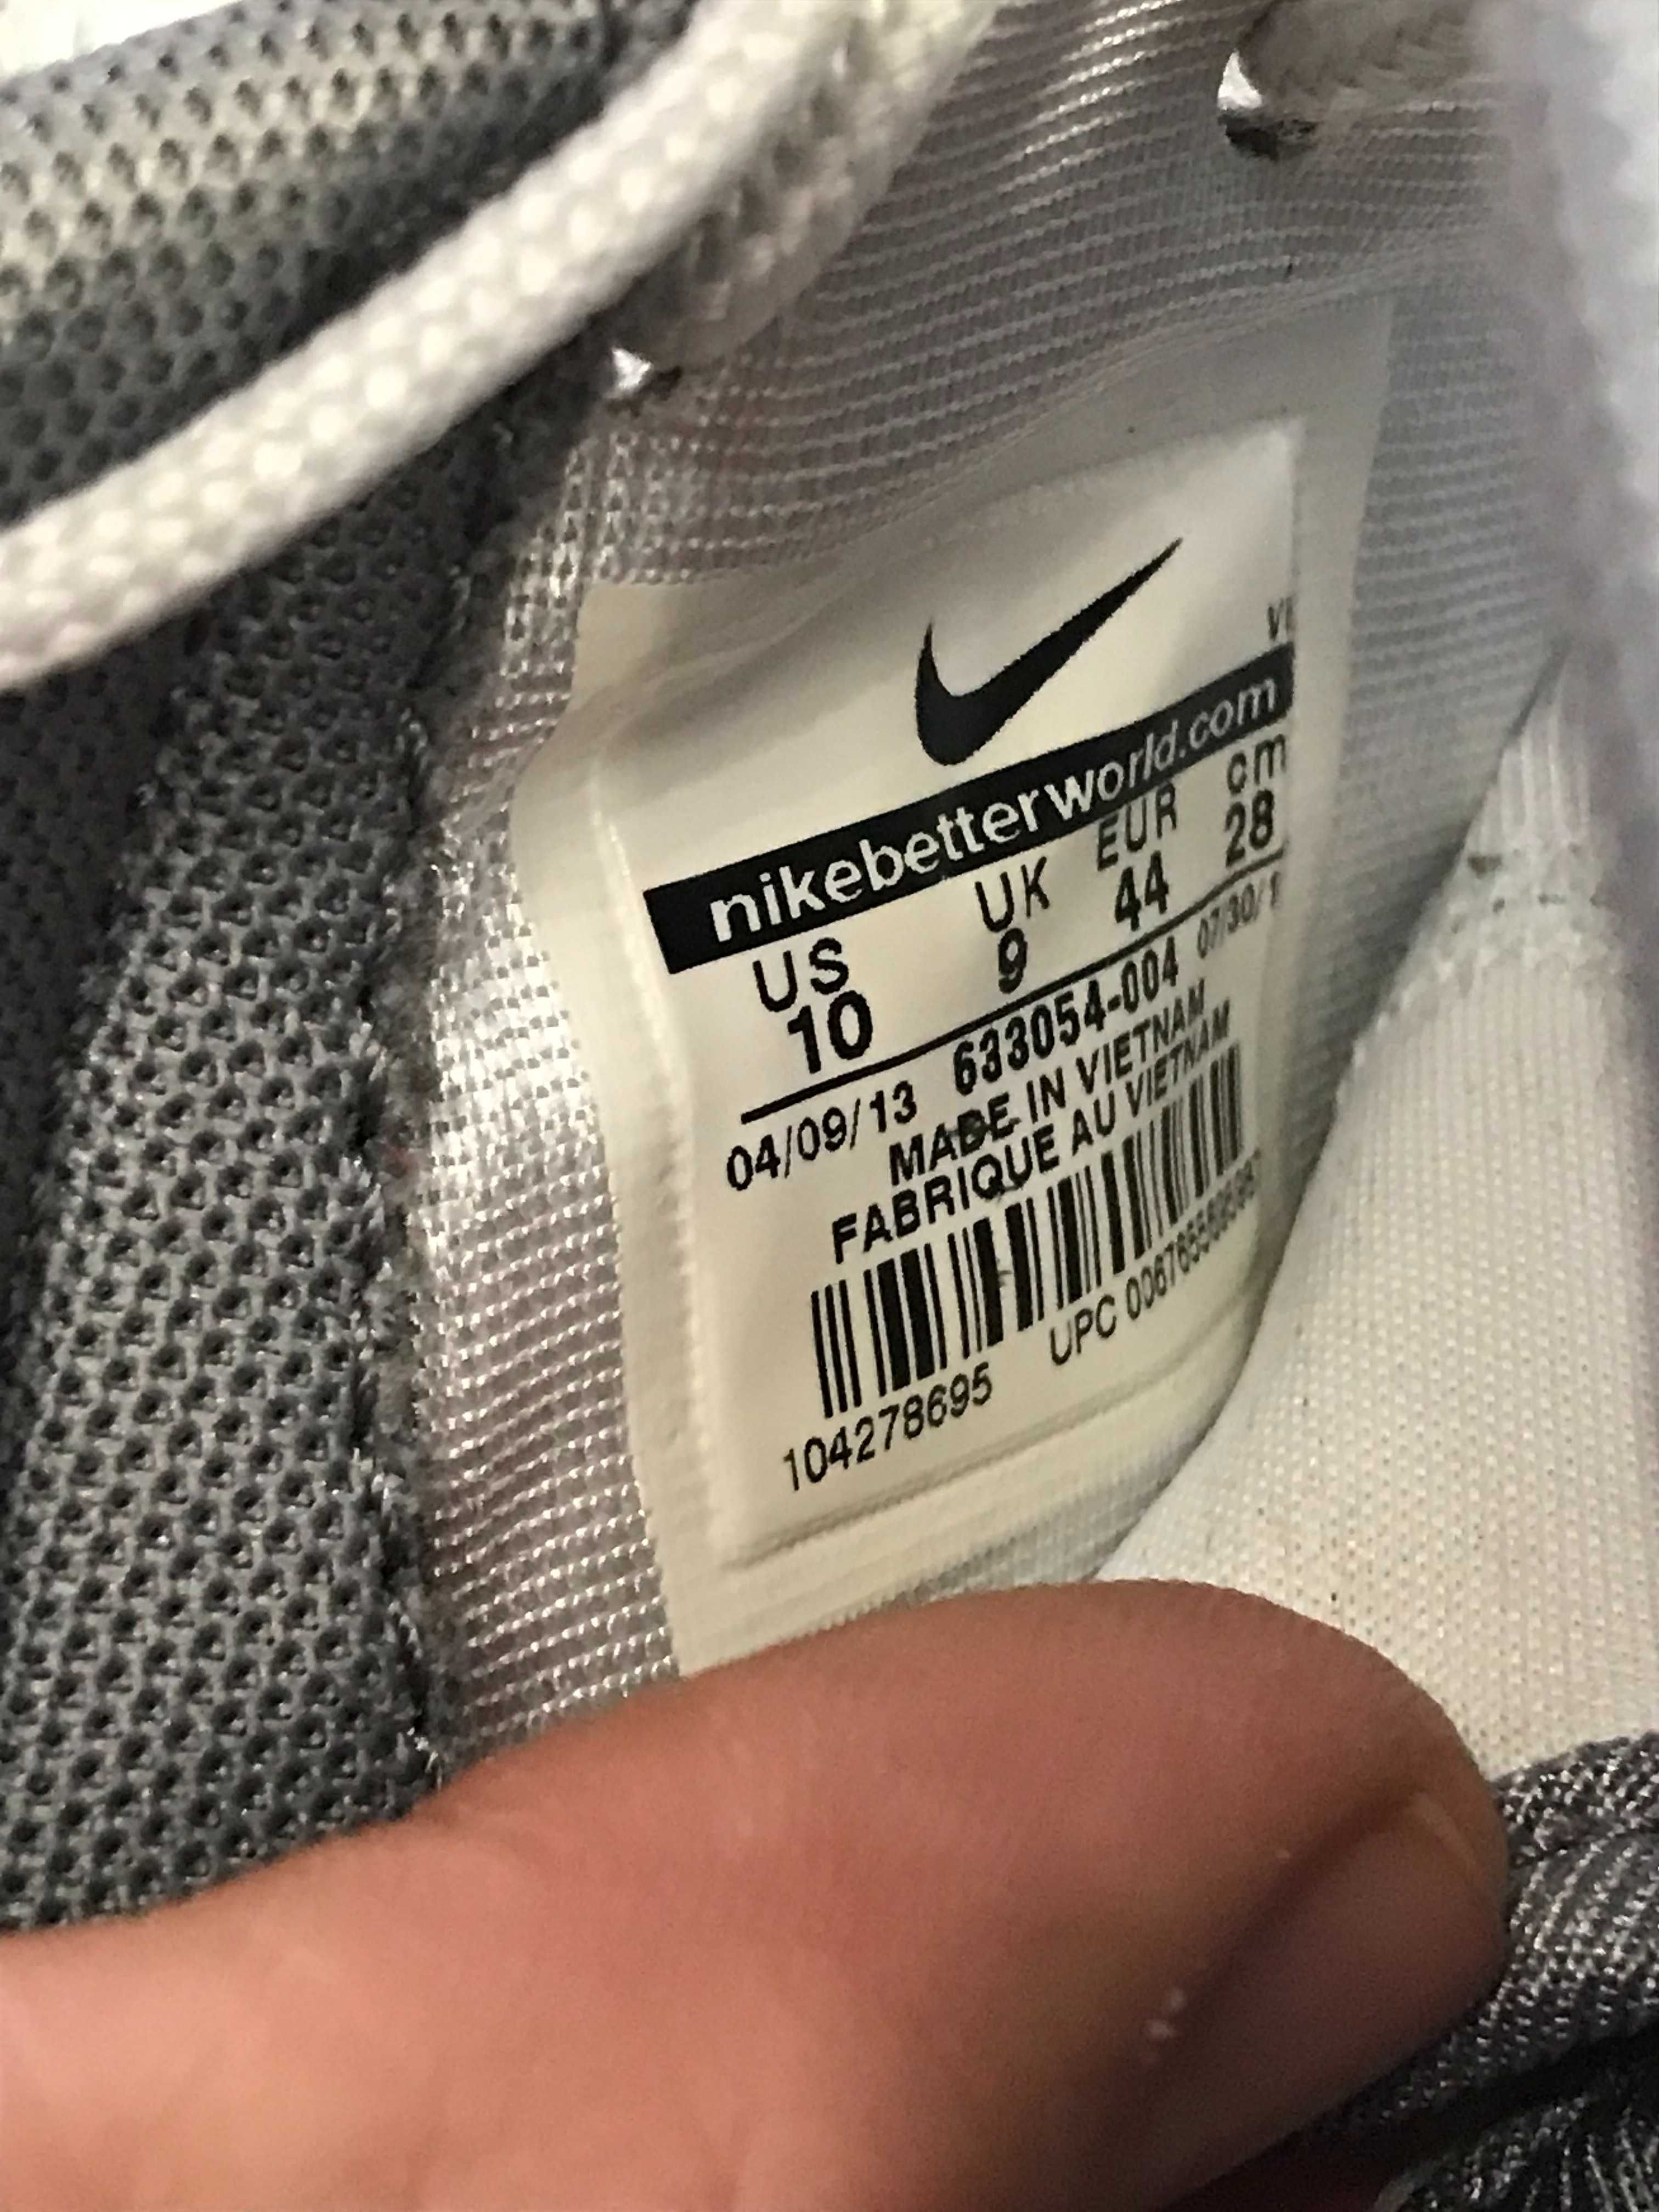 nikebetterworld.com
US UK EUR cm
10 9 44 28
04/09/13 633054-004
MADE IN VIETNAM
FABRIQUE AU VIETNAM
104278695 UPC